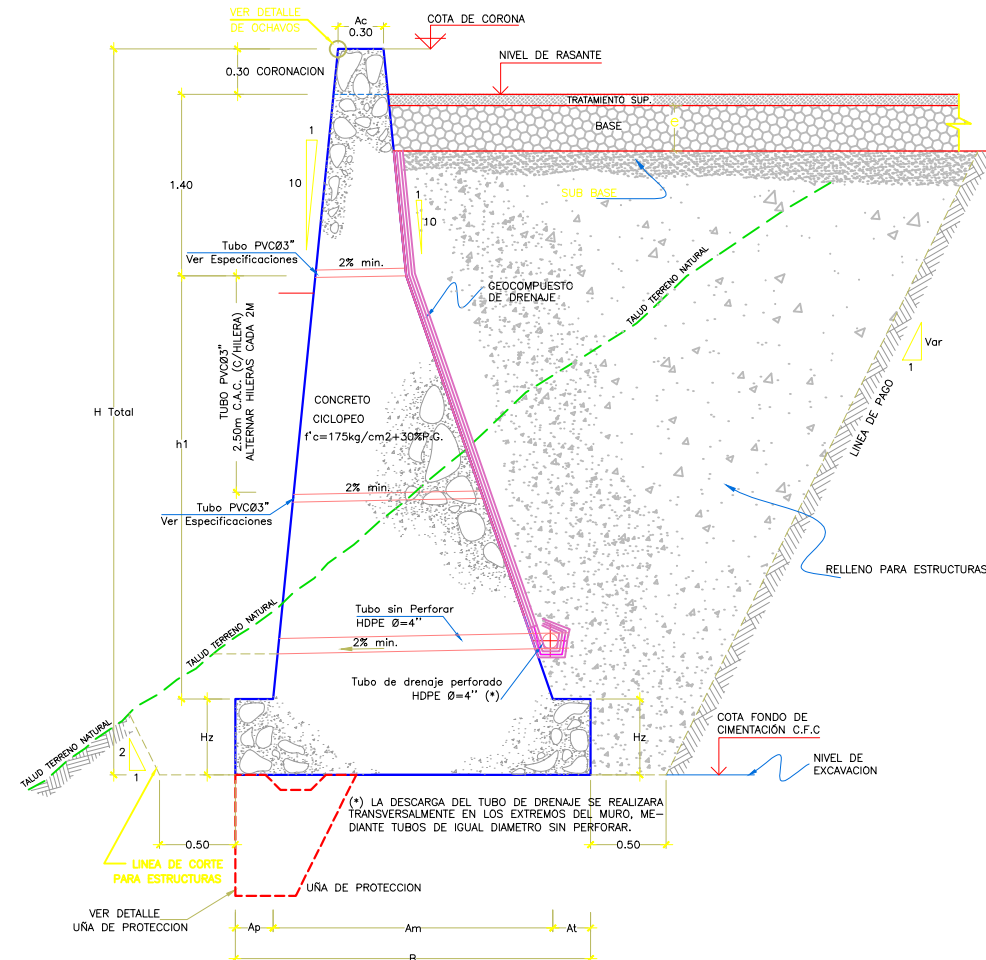 VER DETALLE
DE OCHAVOS
Ac
0.30
COTA DE CORONA
0.30 CORONACION
NIVEL DE RASANTE
TRATAMIENTO SUP.
BASE
1
10
1.40
1
10
SUB BASE
Tubo PVCØ3"
Ver Especificaciones
2% min.
GEOCOMPUESTO
DE DRENAJE
TALUD TERRENO NATURAL
Var
1
TUBO PVCØ3"
2.50m C.A.C. (C/HILERA)
ALTERNAR HILERAS CADA 2M
H Total
h1
CONCRETO
CICLOPEO
f'c=175kg/cm2+30%P.G.
LINEA DE PAGO
2% min.
Tubo PVCØ3"
Ver Especificaciones
RELLENO PARA ESTRUCTURAS
Tubo sin Perforar
HDPE Ø=4''
2% min.
TALUD TERRENO NATURAL
Tubo de drenaje perforado
HDPE Ø=4'' (*)
TALUD TERRENO NATURAL
Hz
Hz
2
1
COTA FONDO DE
CIMENTACIÓN C.F.C
NIVEL DE
EXCAVACION
(*) LA DESCARGA DEL TUBO DE DRENAJE SE REALIZARA
TRANSVERSALMENTE EN LOS EXTREMOS DEL MURO, ME-
DIANTE TUBOS DE IGUAL DIAMETRO SIN PERFORAR.
0.50
0.50
LINEA DE CORTE
PARA ESTRUCTURAS
UÑA DE PROTECCION
VER DETALLE
UÑA DE PROTECCION
Ap
Am
At
B